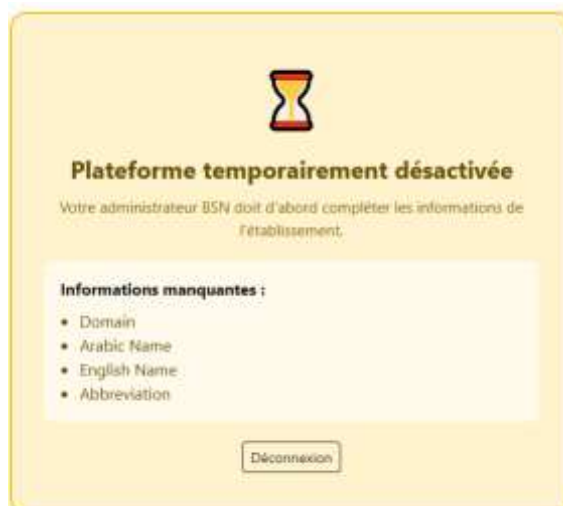 Plateforme temporairement désactivée
Votre administrateur BSN doit d'abord compléter les informations de
l'établissement.
Informations manquantes :
Domain
Arabic Name
English Name
Abbreviation
Déconnexion